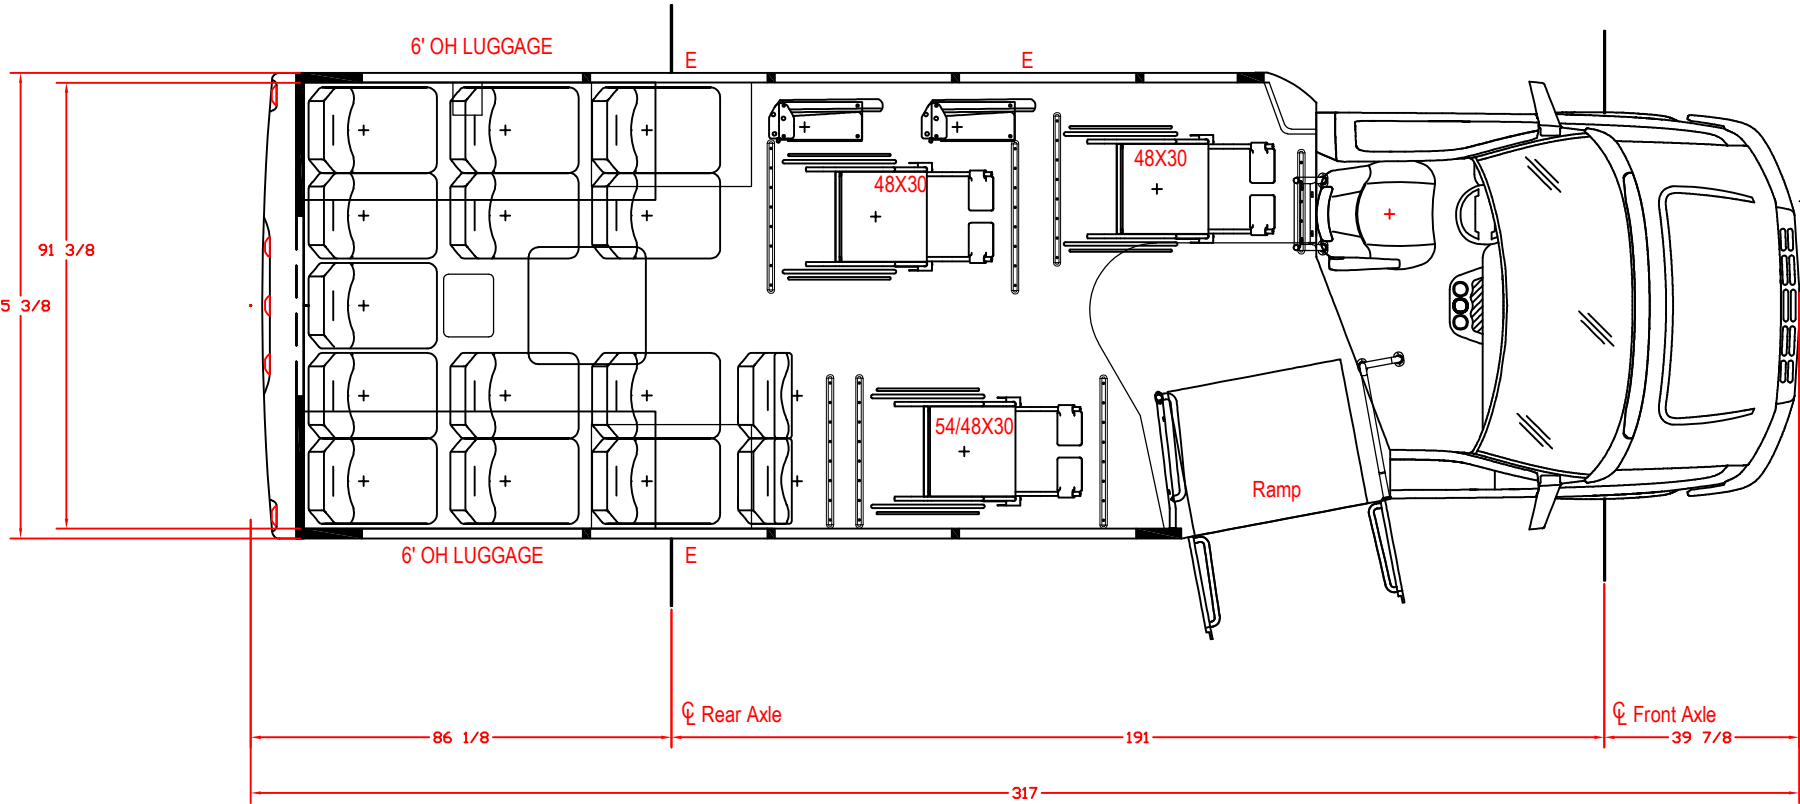 6' OH LUGGAGE
E
E
48X30
48X30
91 3/8
5 3/8
54/48X30
Ramp
6' OH LUGGAGE
E
℄ Rear Axle
℄ Front Axle
86 1/8
191
39 7/8
317